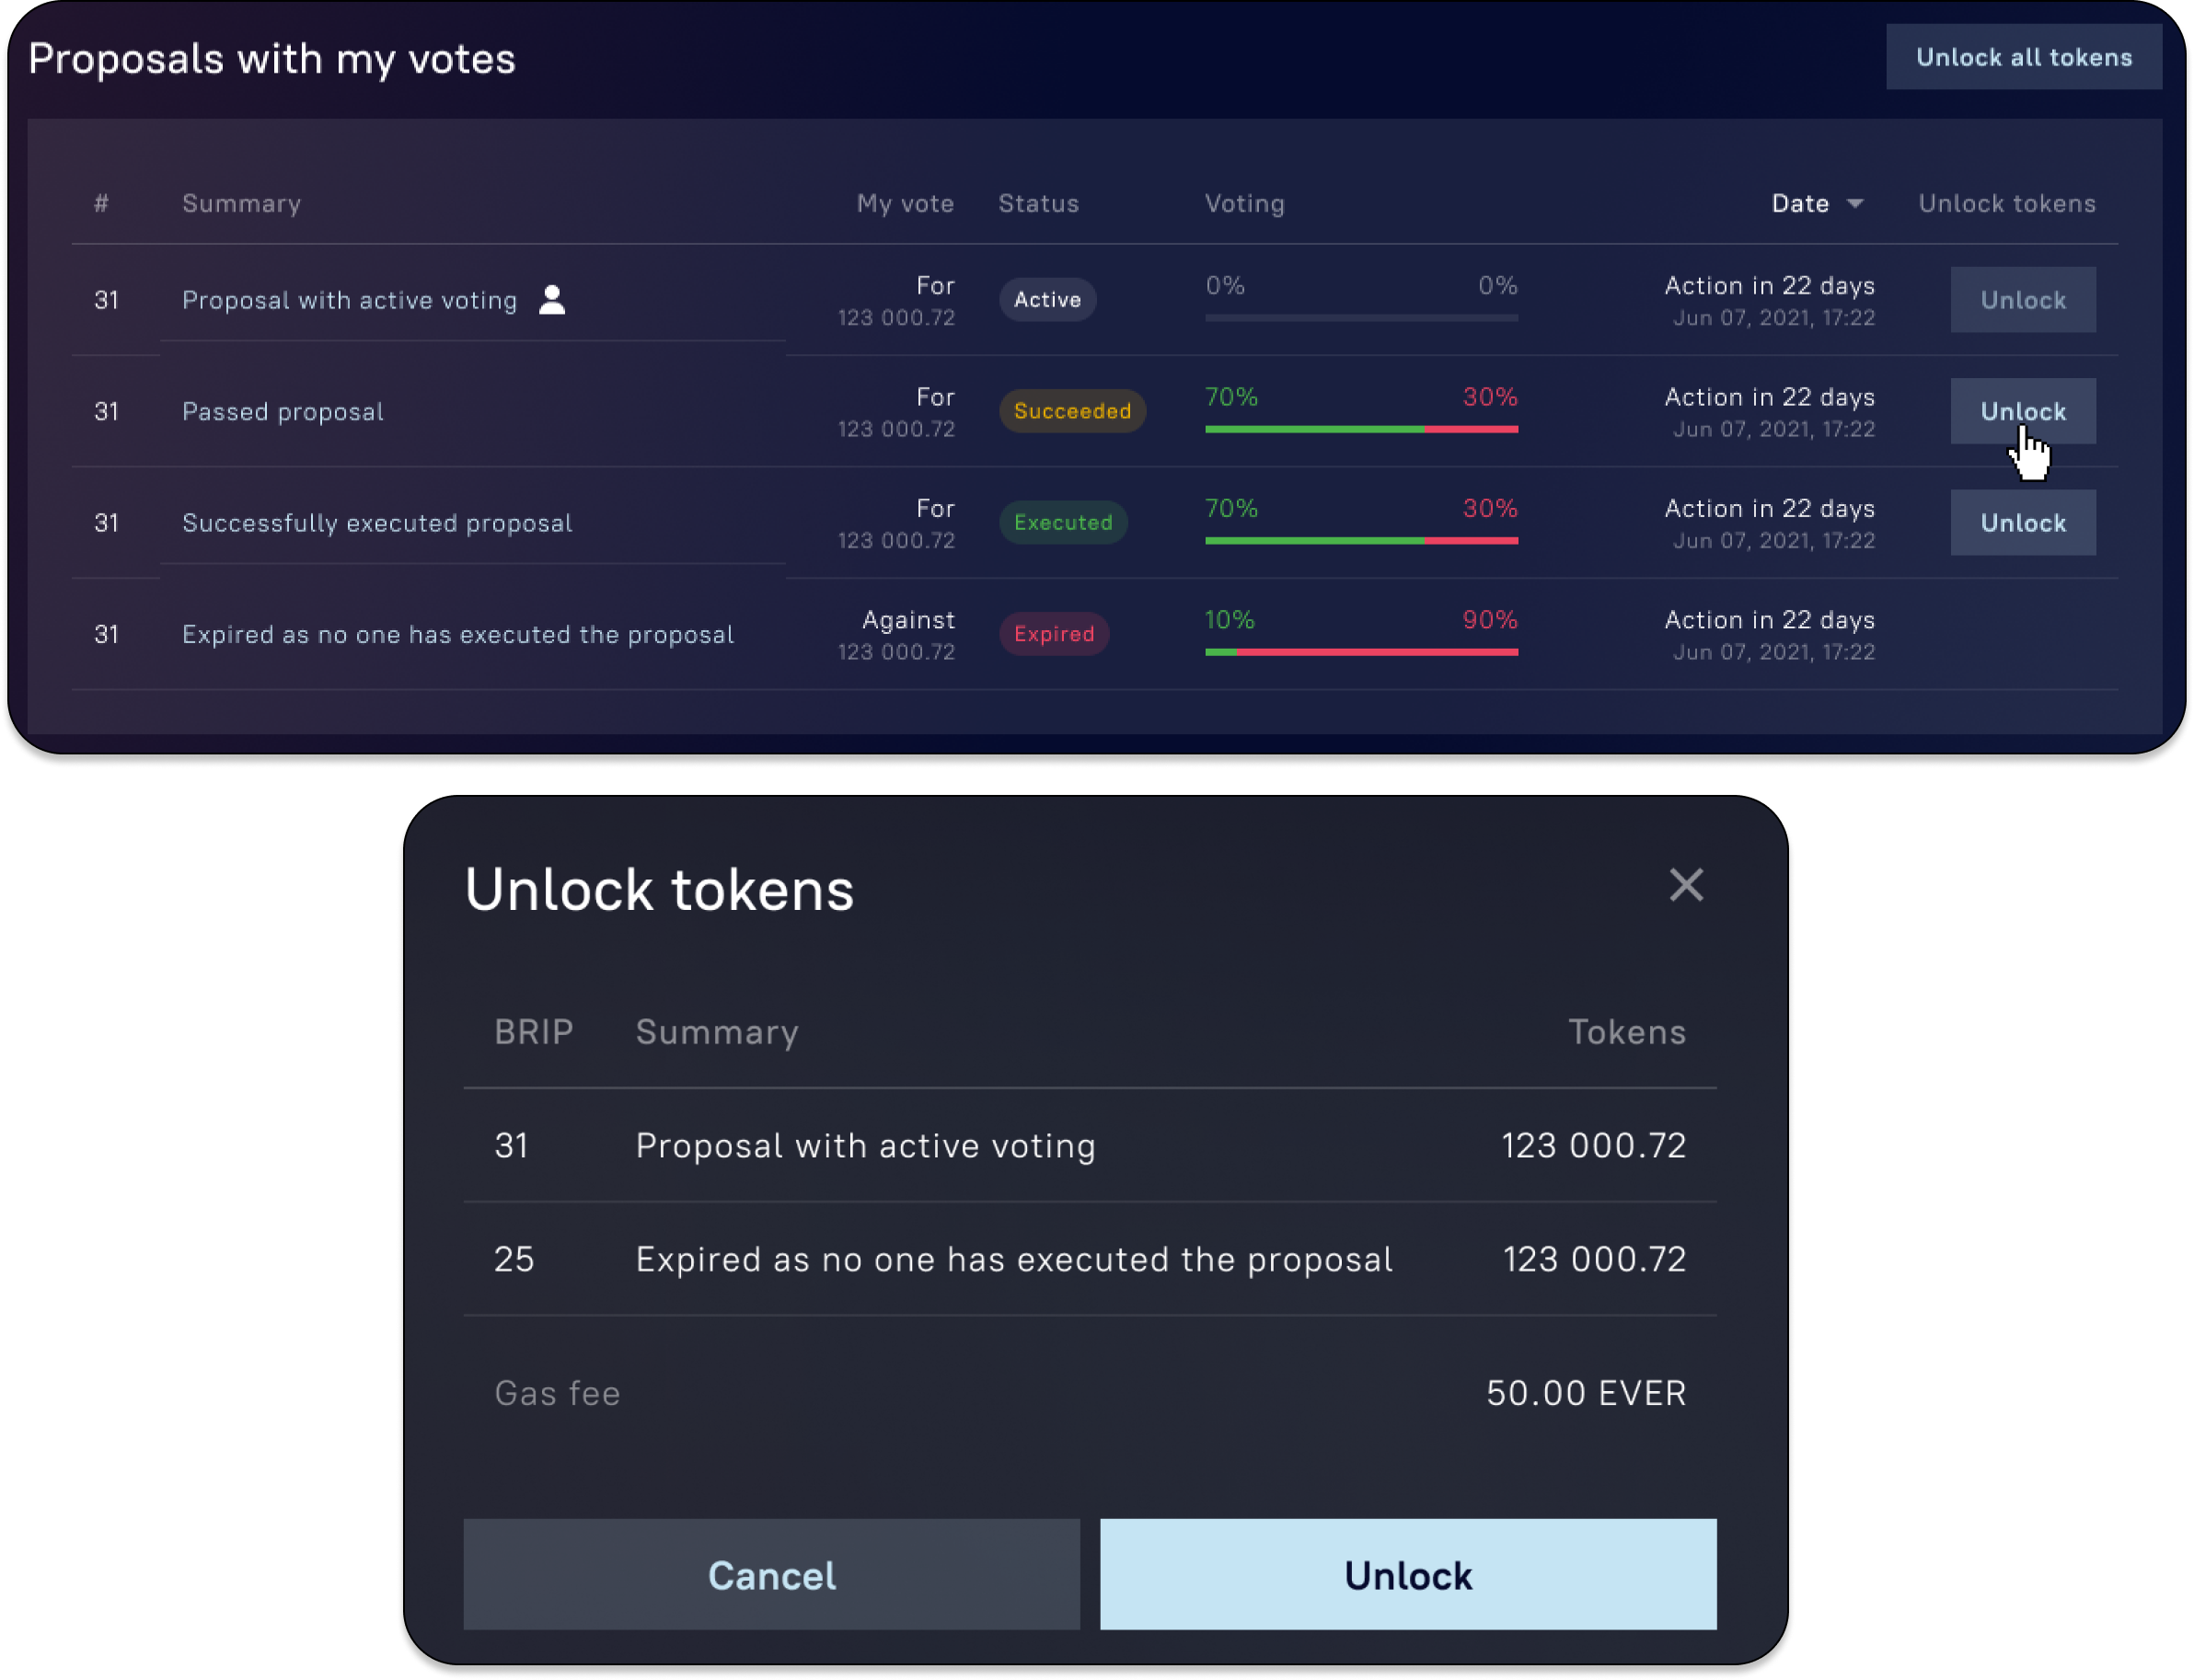 Proposals with my votes
Unlock all tokens
# Summary My vote Status Voting Date Unlock tokens
31 Proposal with active voting For Active 0% 0% Action in 22 days Unlock
123 000.72 Jun 07, 2021, 17:22
31 Passed proposal For Succeeded 70% 30% Action in 22 days Unlock
123 000.72 Jun 07, 2021, 17:22
31 Successfully executed proposal For Executed 70% 30% Action in 22 days Unlock
123 000.72 Jun 07, 2021, 17:22
31 Expired as no one has executed the proposal Against Expired 10% 90% Action in 22 days
123 000.72 Jun 07, 2021, 17:22
Unlock tokens
BRIP Summary Tokens
31 Proposal with active voting 123 000.72
25 Expired as no one has executed the proposal 123 000.72
Gas fee 50.00 EVER
Cancel Unlock